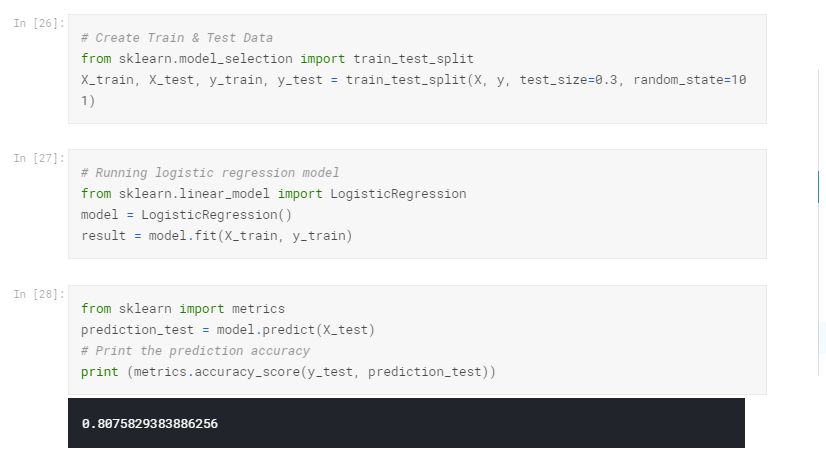 In [26]:
# Create Train & Test Data
from sklearn.model_selection import train_test_split
X_train, X_test, y_train, y_test = train_test_split(X, y, test_size=0.3, random_state=10
1)
In [27]:
# Running logistic regression model
from sklearn.linear_model import LogisticRegression
model = LogisticRegression()
result = model.fit(X_train, y_train)
In [28]:
from sklearn import metrics
prediction_test = model.predict(X_test)
# Print the prediction accuracy
print (metrics.accuracy_score(y_test, prediction_test))
0.8075829383886256